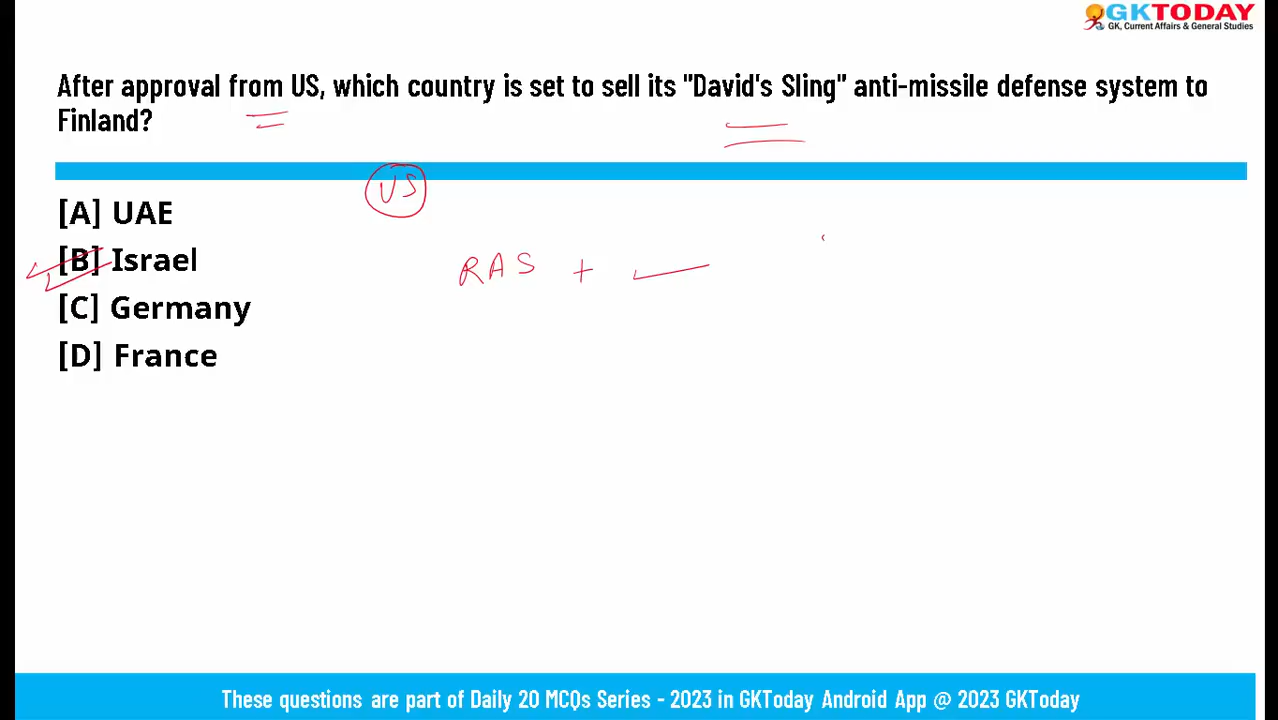 GKTODAY
GK, Current Affairs & General Studies
After approval from US, which country is set to sell its "David's Sling" anti-missile defense system to
Finland?
US
[A] UAE
[B] Israel
RAS +
[C] Germany
[D] France
These questions are part of Daily 20 MCQs Series - 2023 in GKToday Android App @ 2023 GKToday